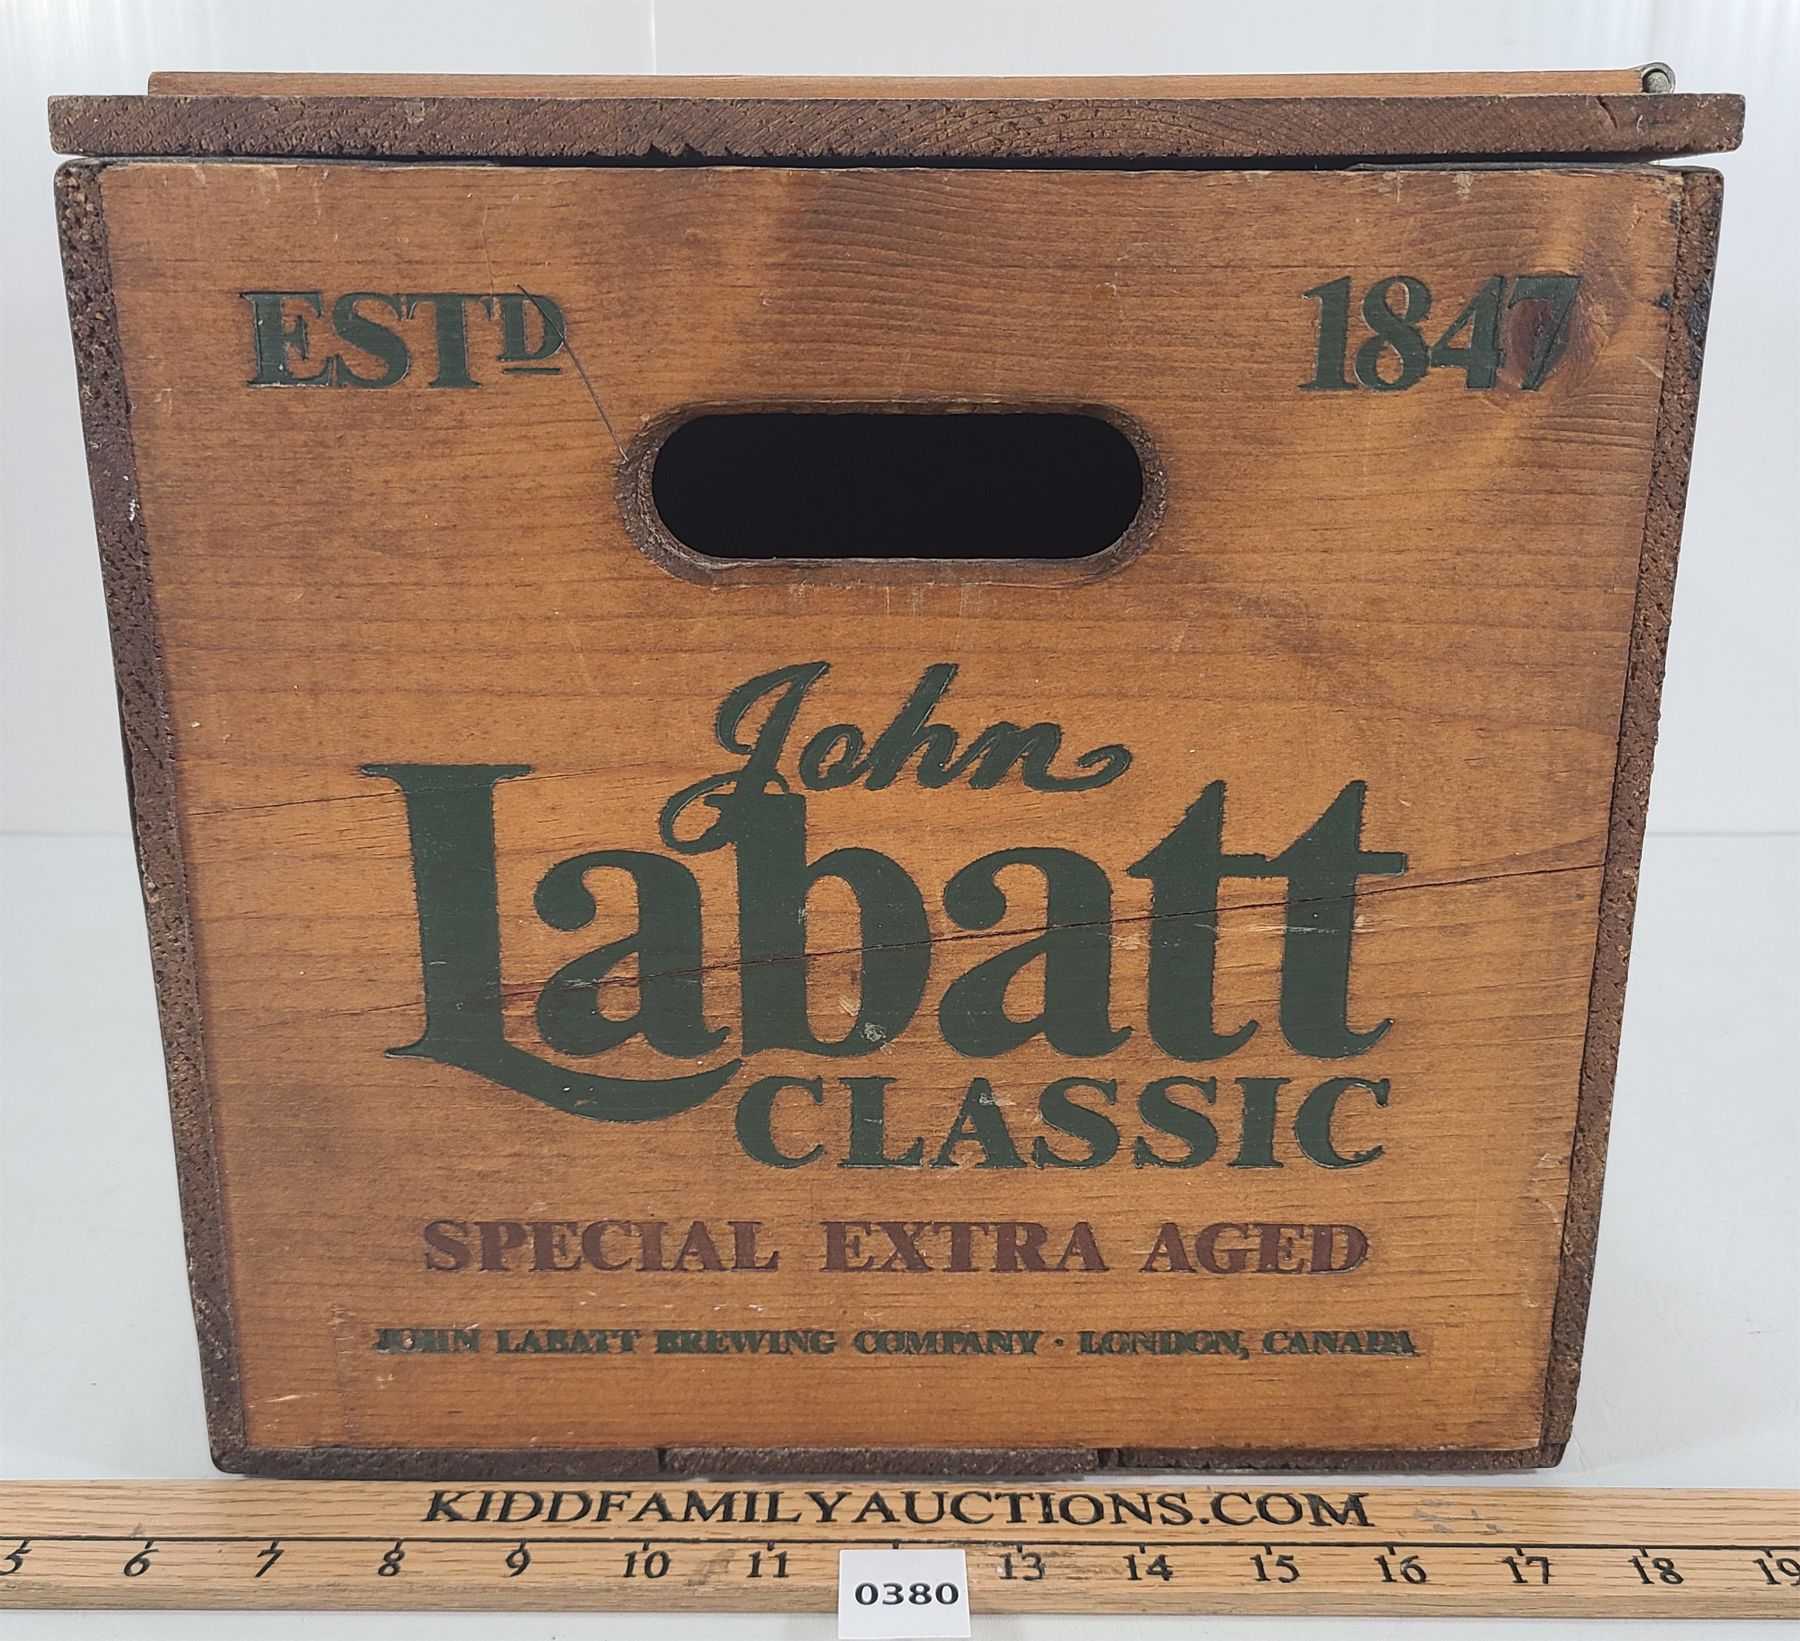 ESTD 1847
John
Labatt
CLASSIC
SPECIAL EXTRA AGED
JOHN LABATT BREWING COMPANY · LONDON, CANADA
KIDDFAMILYAUCTIONS.COM
5 6 7 8 9 10 11 13 14 15 16 17 18 19
0380